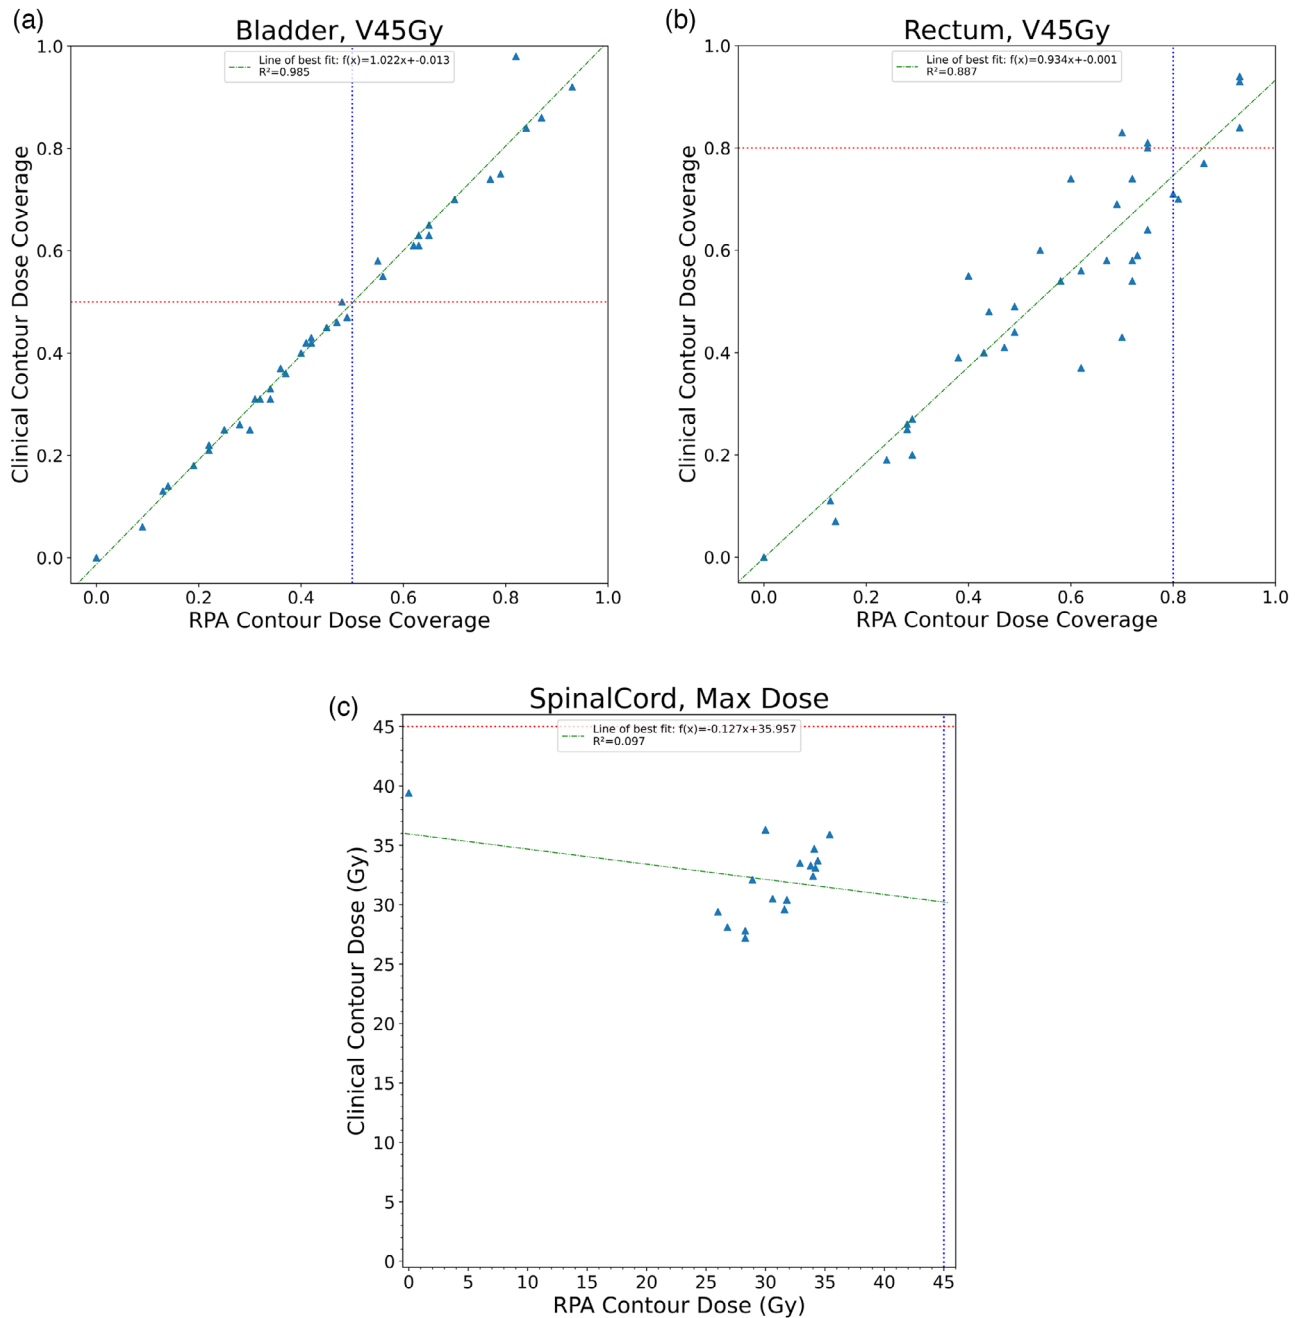 (a)
Bladder, V45Gy
Line of best fit: f(x)=1.022x+-0.013
R²=0.985
Clinical Contour Dose Coverage
1.0
0.8
0.6
0.4
0.2
0.0
0.0 0.2 0.4 0.6 0.8 1.0
RPA Contour Dose Coverage
(b)
Rectum, V45Gy
Line of best fit: f(x)=0.934x+-0.001
R²=0.887
Clinical Contour Dose Coverage
1.0
0.8
0.6
0.4
0.2
0.0
0.0 0.2 0.4 0.6 0.8 1.0
RPA Contour Dose Coverage
(c)
SpinalCord, Max Dose
Line of best fit: f(x)=-0.127x+35.957
R²=0.097
Clinical Contour Dose (Gy)
45
40
35
30
25
20
15
10
5
0
0 5 10 15 20 25 30 35 40 45
RPA Contour Dose (Gy)